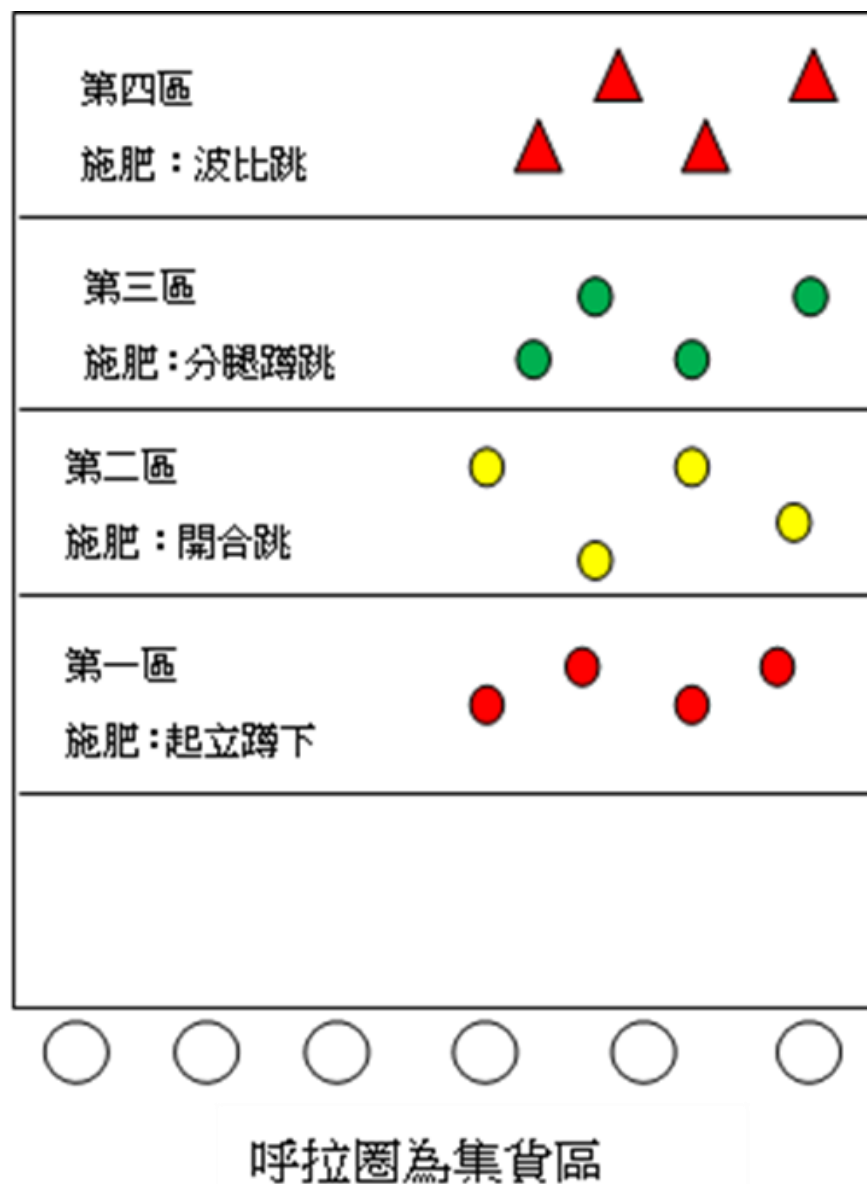 第四區
施肥：波比跳
第三區
施肥：分腿蹲跳
第二區
施肥：開合跳
第一區
施肥：起立蹲下
呼拉圈為集貨區